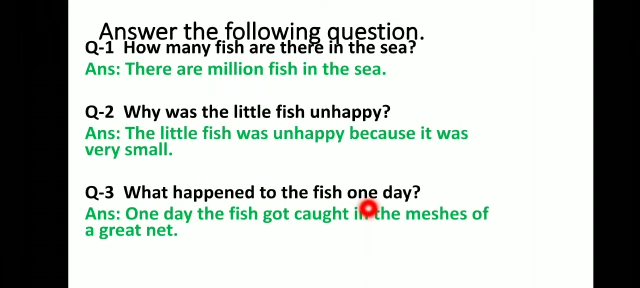 Answer the following question.
Q-1 How many fish are there in the sea?
Ans: There are million fish in the sea.
Q-2 Why was the little fish unhappy?
Ans: The little fish was unhappy because it was
very small.
Q-3 What happened to the fish one day?
Ans: One day the fish got caught in the meshes of
a great net.